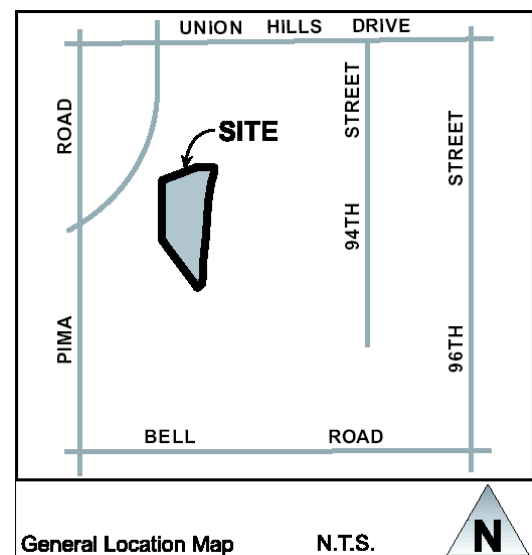 UNION HILLS DRIVE
ROAD
STREET
SITE
STREET
94TH
PIMA
96TH
BELL ROAD
General Location Map N.T.S.
N